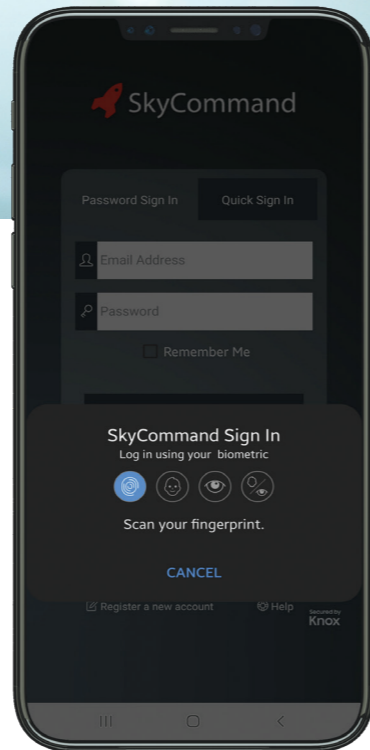 SkyCommand
Password Sign In
Quick Sign In
Email Address
Password
Remember Me
SkyCommand Sign In
Log in using your biometric
Scan your fingerprint.
CANCEL
Register a new account
Help
Secured by
Knox